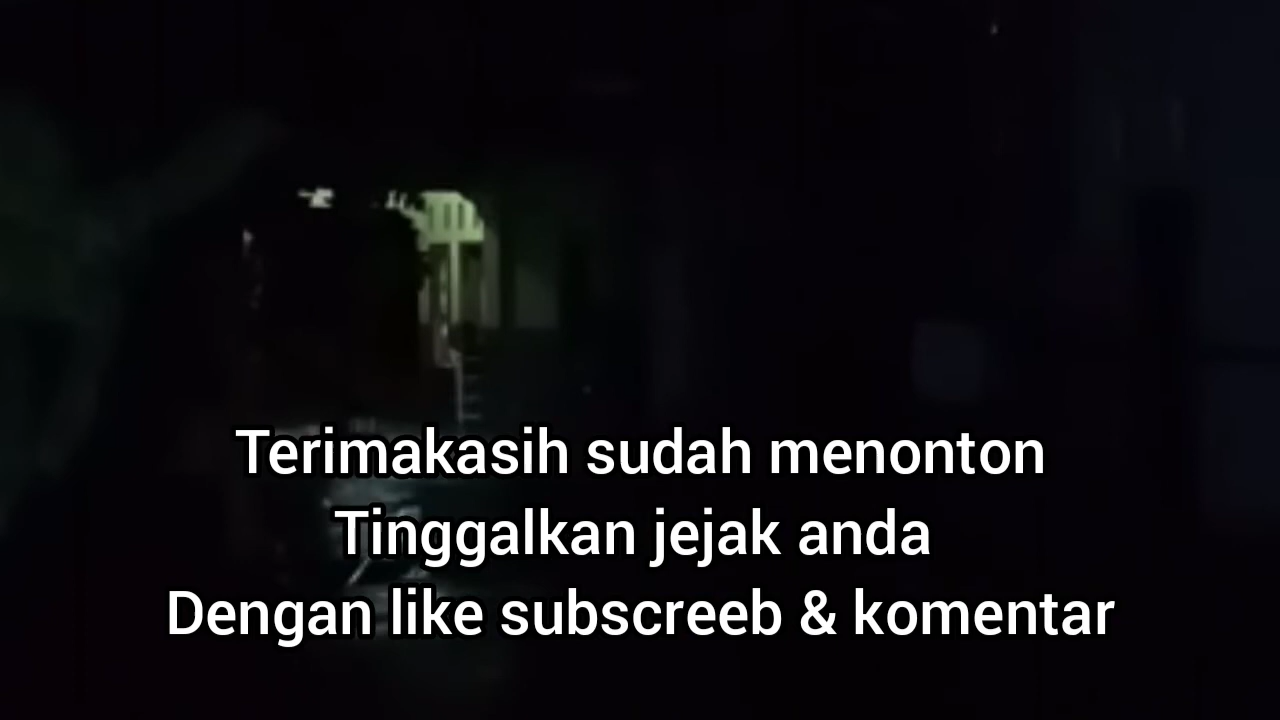 Terimakasih sudah menonton
Tinggalkan jejak anda
Dengan like subscreeb & komentar